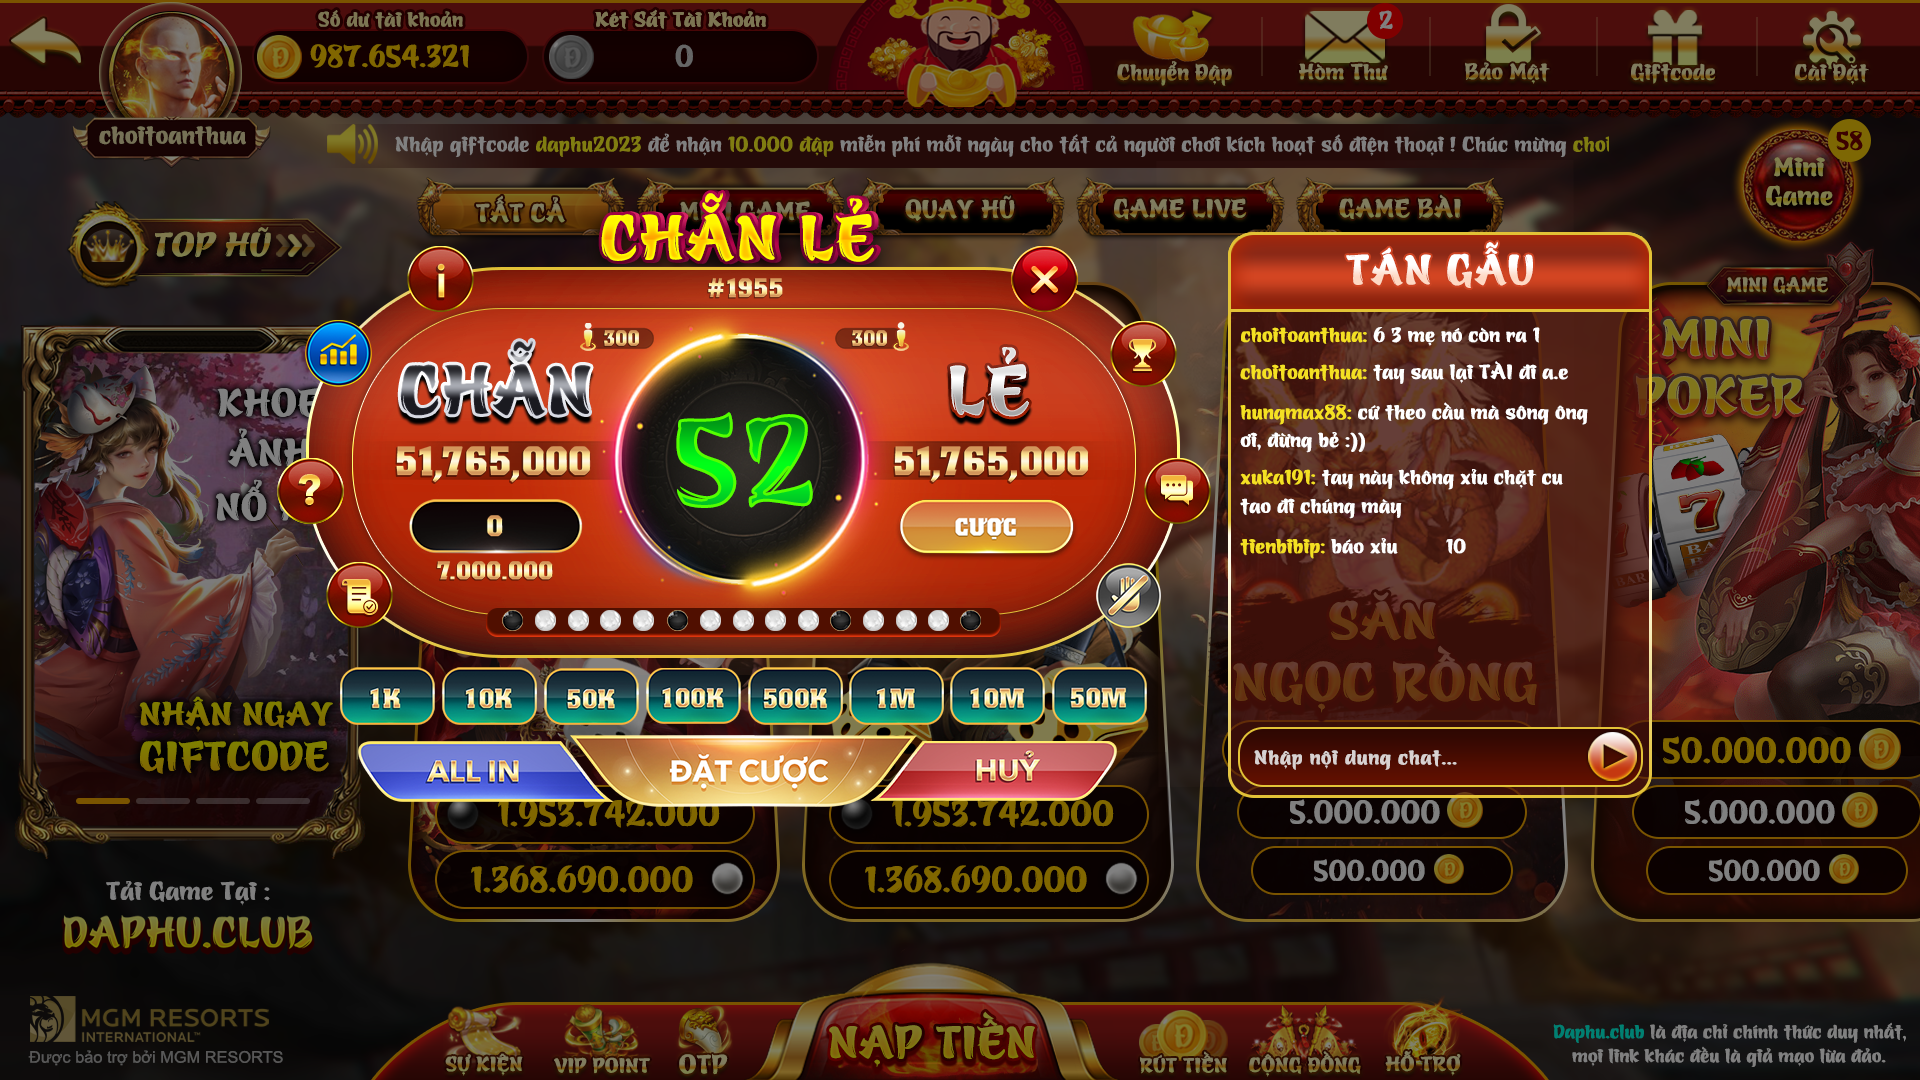 Số dư tài khoản
987.654.321
Két Sắt Tài Khoản
0
Chuyển Đập
2
Hòm Thư
Bảo Mật
Giftcode
Cài Đặt
choitoanthua
Nhập giftcode daphu2023 để nhận 10.000 đập miễn phí mỗi ngày cho tất cả người chơi kích hoạt số điện thoại ! Chúc mừng choi
58
Mini
Game
TẤT CẢ
MINI GAME
QUAY HŨ
GAME LIVE
GAME BÀI
TOP HŨ
CHẴN LẺ
#1955
300
300
CHẴN
LẺ
52
51,765,000
51,765,000
0
CƯỢC
7.000.000
1K
10K
50K
100K
500K
1M
10M
50M
ALL IN
ĐẶT CƯỢC
HUỶ
TÁN GẪU
choitoanthua: 6 3 mẹ nó còn ra 1
choitoanthua: tay sau lại TÀI đi a.e
hungmax88: cứ theo cầu mà sông ông
ơi, đừng bẻ :))
xuka191: tay này không xỉu chặt cu
tao đi chúng mày
tienbibip: báo xỉu 10
SĂN
NGỌC RỒNG
Nhập nội dung chat...
MINI GAME
MINI
POKER
KHOE
ẢNH
NỔ
NHẬN NGAY
GIFTCODE
1.953.742.000
1.953.742.000
1.368.690.000
1.368.690.000
5.000.000
500.000
50.000.000
5.000.000
500.000
Tải Game Tại :
DAPHU.CLUB
MGM RESORTS
INTERNATIONAL™
Được bảo trợ bởi MGM RESORTS
SỰ KIỆN
VIP POINT
OTP
NẠP TIỀN
RÚT TIỀN
CỘNG ĐỒNG
HỖ TRỢ
Daphu.club là địa chỉ chính thức duy nhất,
mọi link khác đều là giả mạo lừa đảo.